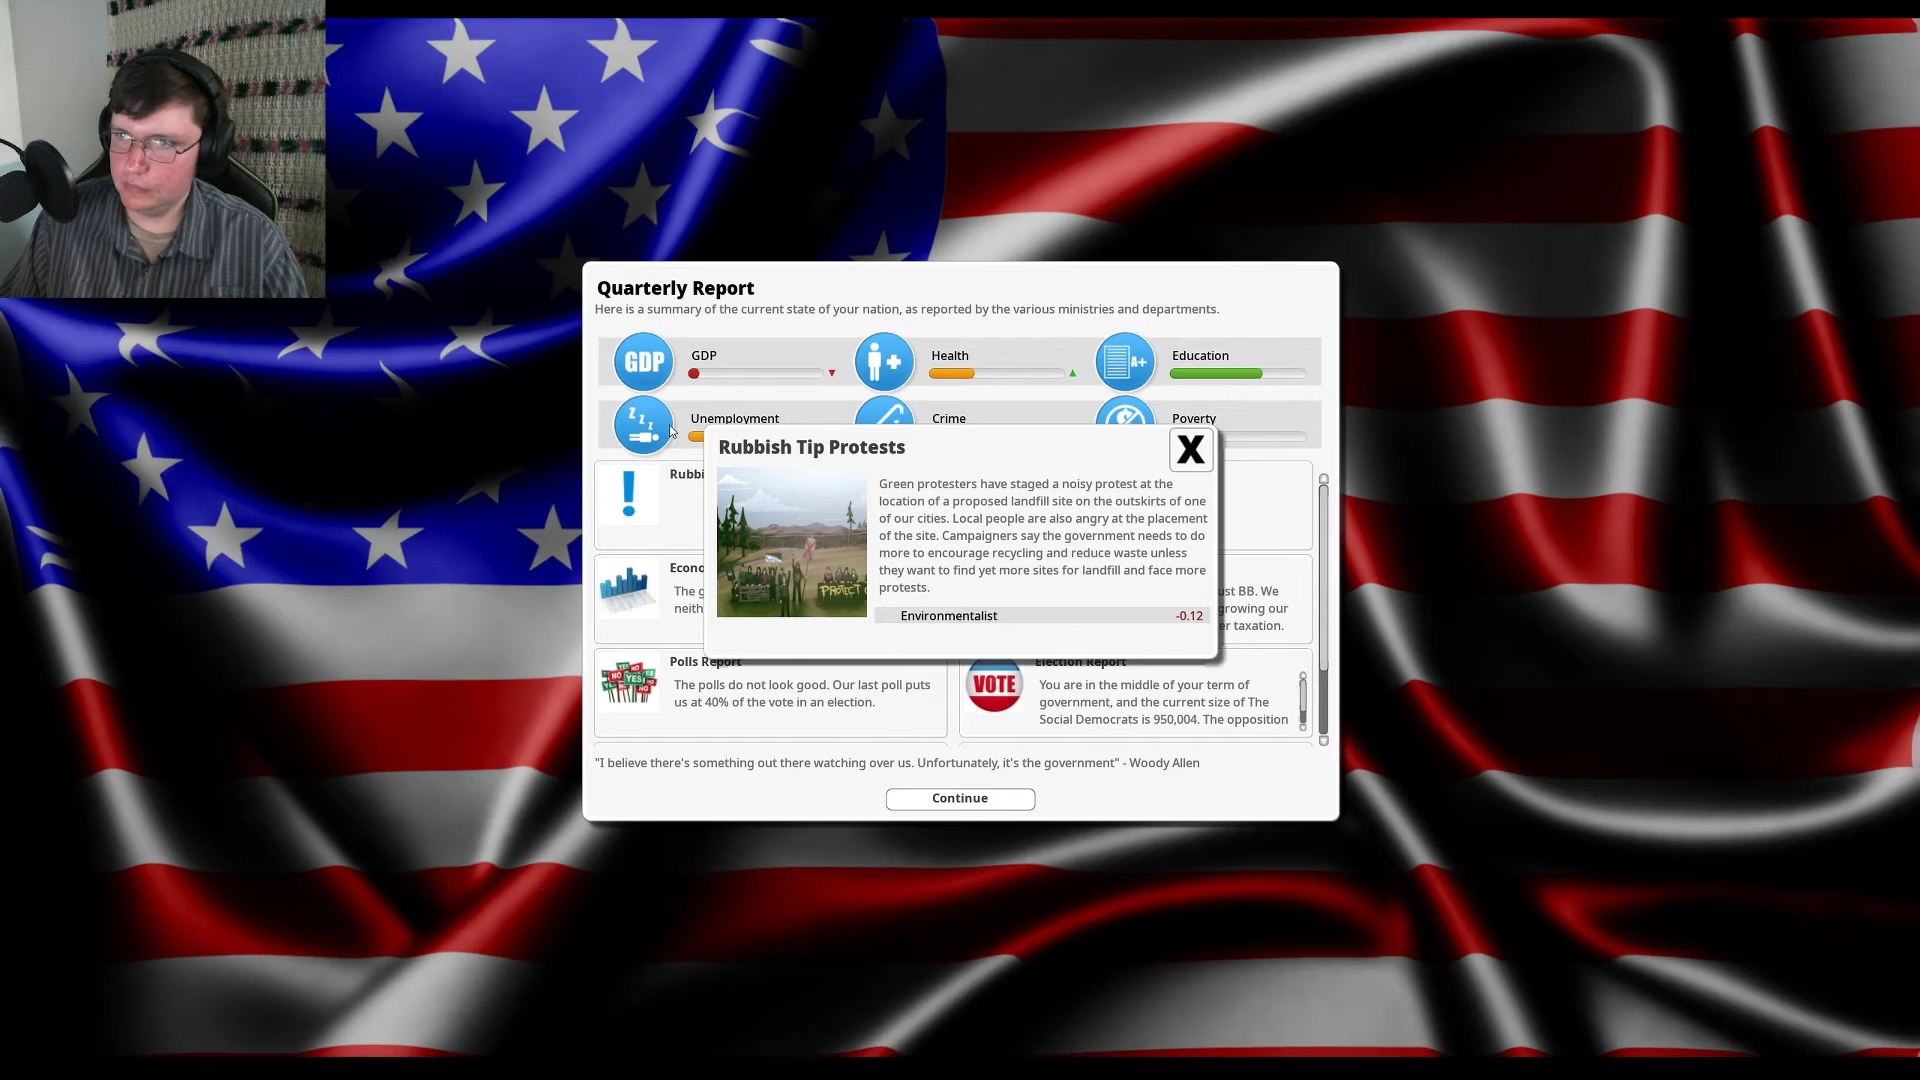 Quarterly Report
Here is a summary of the current state of your nation, as reported by the various ministries and departments.
GDP
GDP
Health
A+
Education
Z
Z
Z
Unemployment
Crime
Poverty
Rubbish Tip Protests
X
Green protesters have staged a noisy protest at the
location of a proposed landfill site on the outskirts of one
of our cities. Local people are also angry at the placement
of the site. Campaigners say the government needs to do
more to encourage recycling and reduce waste unless
they want to find yet more sites for landfill and face more
protests.
PROTECT
Environmentalist
-0.12
!
Rubbi
Econo
The g
neith
ust BB. We
growing our
er taxation.
YES
NO
YES
NO
Polls Report
The polls do not look good. Our last poll puts
us at 40% of the vote in an election.
VOTE
Election Report
You are in the middle of your term of
government, and the current size of The
Social Democrats is 950,004. The opposition
"I believe there's something out there watching over us. Unfortunately, it's the government" - Woody Allen
Continue